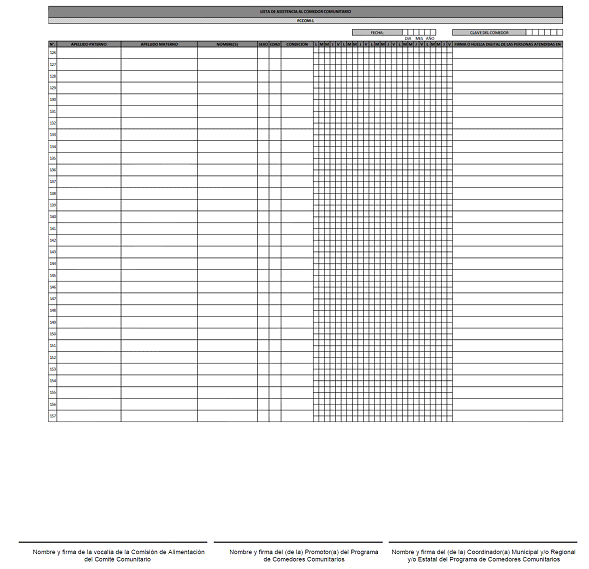 LISTA DE ASISTENCIA AL COMEDOR COMUNITARIO
FCCOM-L
FECHA: CLAVE DEL COMEDOR
DIA MES AÑO
N°. APELLIDO PATERNO APELLIDO MATERNO NOMBRE(S) SEXO EDAD CONDICION L M M J V L M M J V L M M J V L M M J V L M M J V FIRMA O HUELLA DIGITAL DE LAS PERSONAS ATENDIDAS EN
126
127
128
129
130
131
132
133
134
135
136
137
138
139
140
141
142
143
144
145
146
147
148
149
150
151
152
153
154
155
156
157
Nombre y firma de la vocalía de la Comisión de Alimentación
del Comité Comunitario
Nombre y firma del (de la) Promotor(a) del Programa
de Comedores Comunitarios
Nombre y firma del (de la) Coordinador(a) Municipal y/o Regional
y/o Estatal del Programa de Comedores Comunitarios